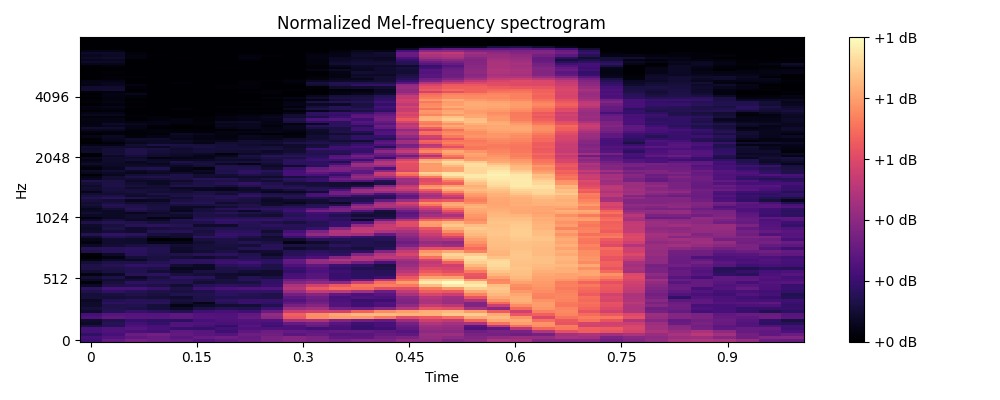 Normalized Mel-frequency spectrogram
Hz
4096
2048
1024
512
0
0 0.15 0.3 0.45 0.6 0.75 0.9
Time
+1 dB
+1 dB
+1 dB
+0 dB
+0 dB
+0 dB